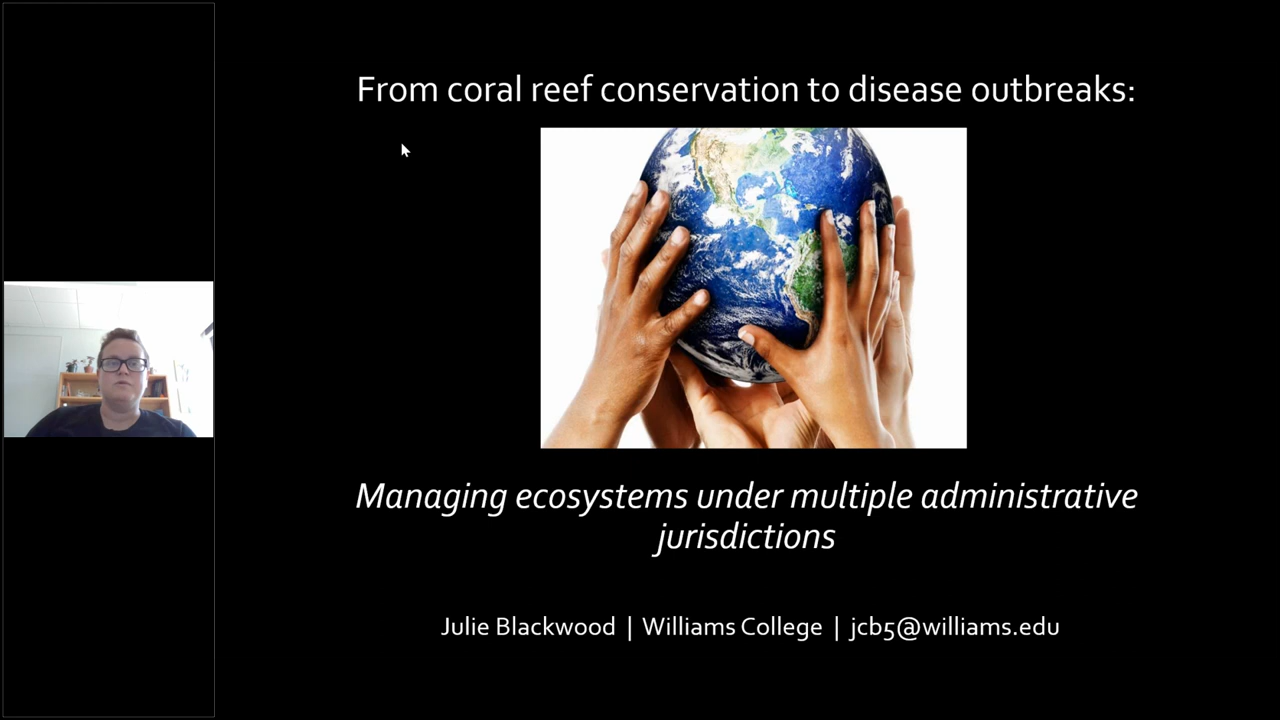 From coral reef conservation to disease outbreaks:
Managing ecosystems under multiple administrative
jurisdictions
Julie Blackwood | Williams College | jcb5@williams.edu